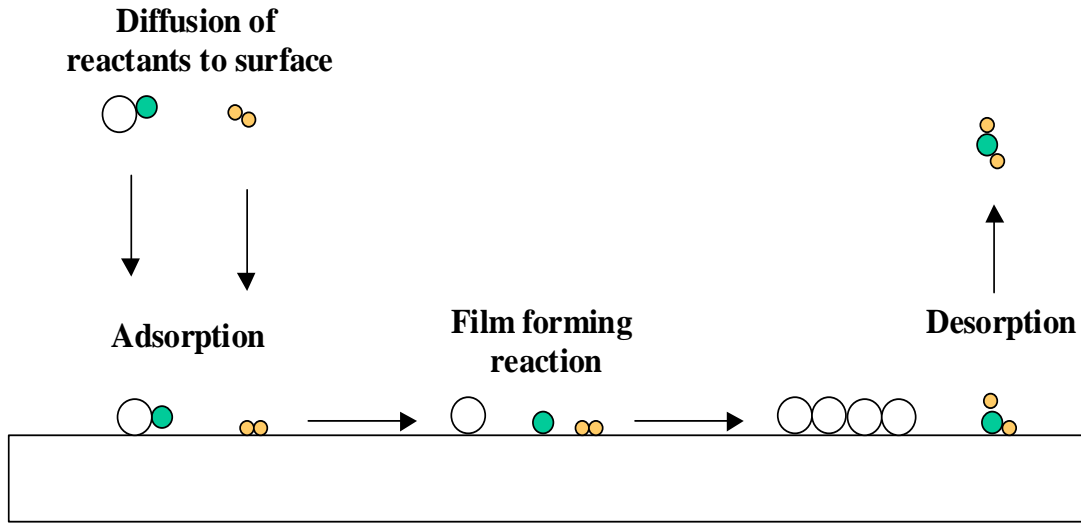 Diffusion of
reactants to surface
Adsorption
Film forming
reaction
Desorption